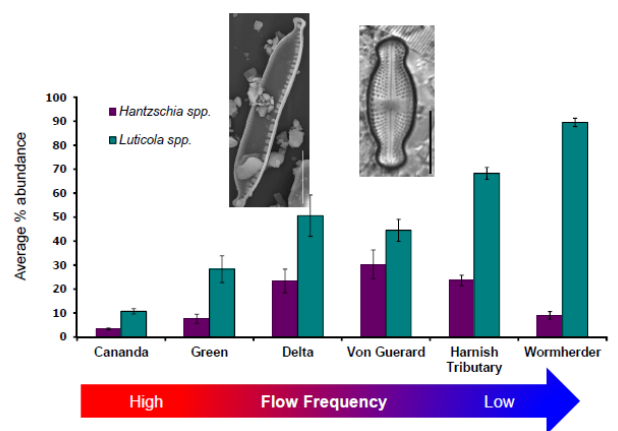 Hantzschia spp.
Luticola spp.
Average % abundance
100
90
80
70
60
50
40
30
20
10
0
Cananda
Green
Delta
Von Guerard
Harnish
Tributary
Wormherder
High
Flow Frequency
Low